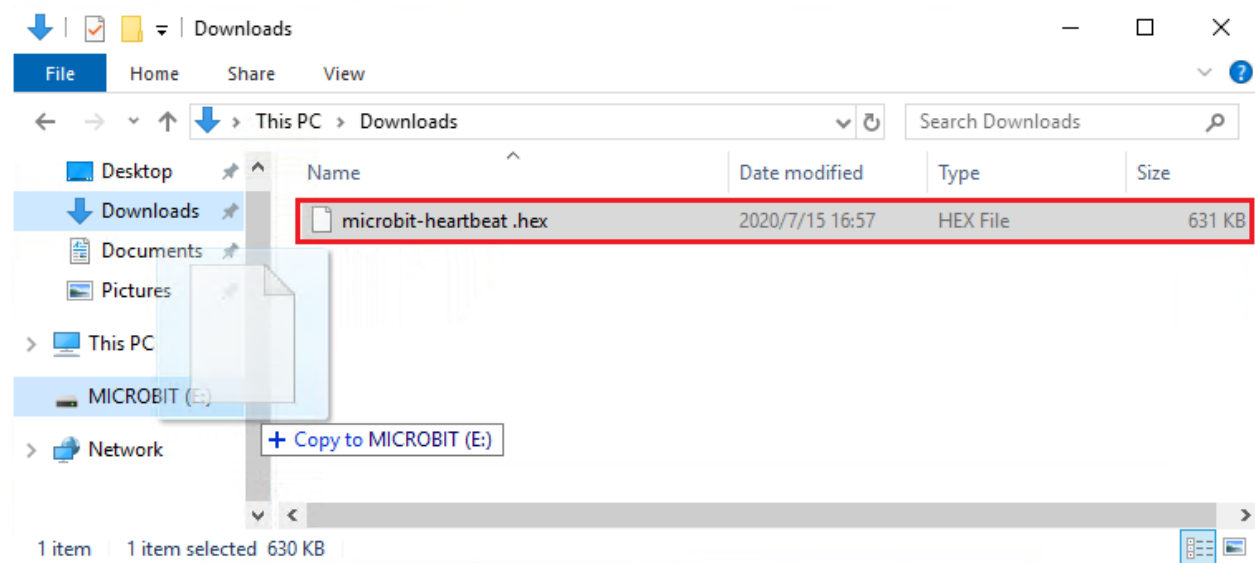 Downloads
File Home Share View
This PC > Downloads Search Downloads
Desktop Name Date modified Type Size
Downloads microbit-heartbeat .hex 2020/7/15 16:57 HEX File 631 KB
Documents
Pictures
This PC
MICROBIT (E:)
+ Copy to MICROBIT (E:)
Network
1 item 1 item selected 630 KB